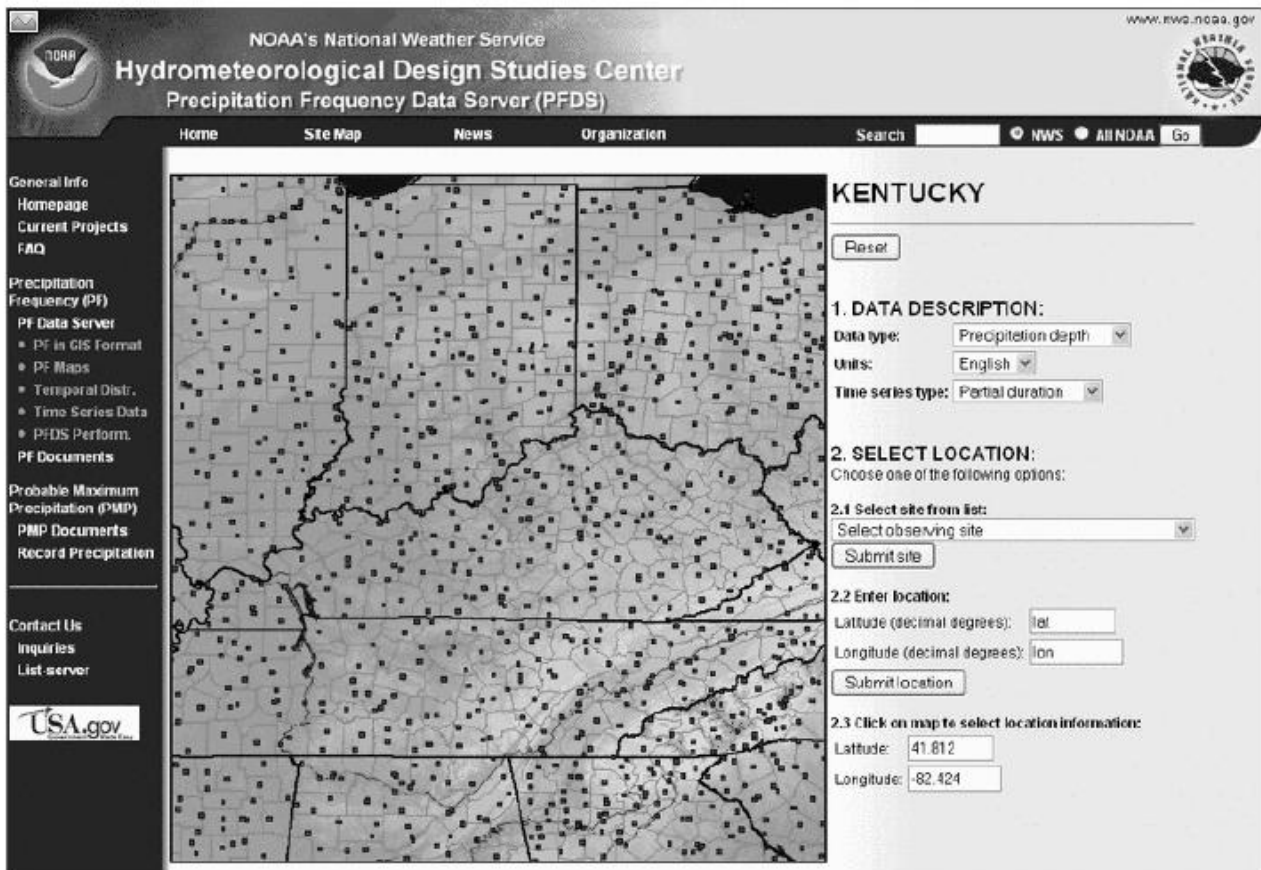 www.nws.noaa.gov
NOAA
NOAA's National Weather Service
Hydrometeorological Design Studies Center
Precipitation Frequency Data Server (PFDS)
NATIONAL WEATHER SERVICE
Home Site Map News Organization Search NWS All NOAA Go
General Info
Homepage
Current Projects
FAQ
Precipitation
Frequency (PF)
PF Data Server
PF in GIS Format
PF Maps
Temporal Distr.
Time Series Data
PFDS Perform.
PF Documents
Probable Maximum
Precipitation (PMP)
PMP Documents
Record Precipitation
Contact Us
Inquiries
List-server
USA.gov
KENTUCKY
Reset
1. DATA DESCRIPTION:
Data type: Precipitation depth
Units: English
Time series type: Partial duration
2. SELECT LOCATION:
Choose one of the following options:
2.1 Select site from list:
Select observing site
Submit site
2.2 Enter location:
Latitude (decimal degrees): lat
Longitude (decimal degrees): lon
Submit location
2.3 Click on map to select location information:
Latitude: 41.812
Longitude: -82.424